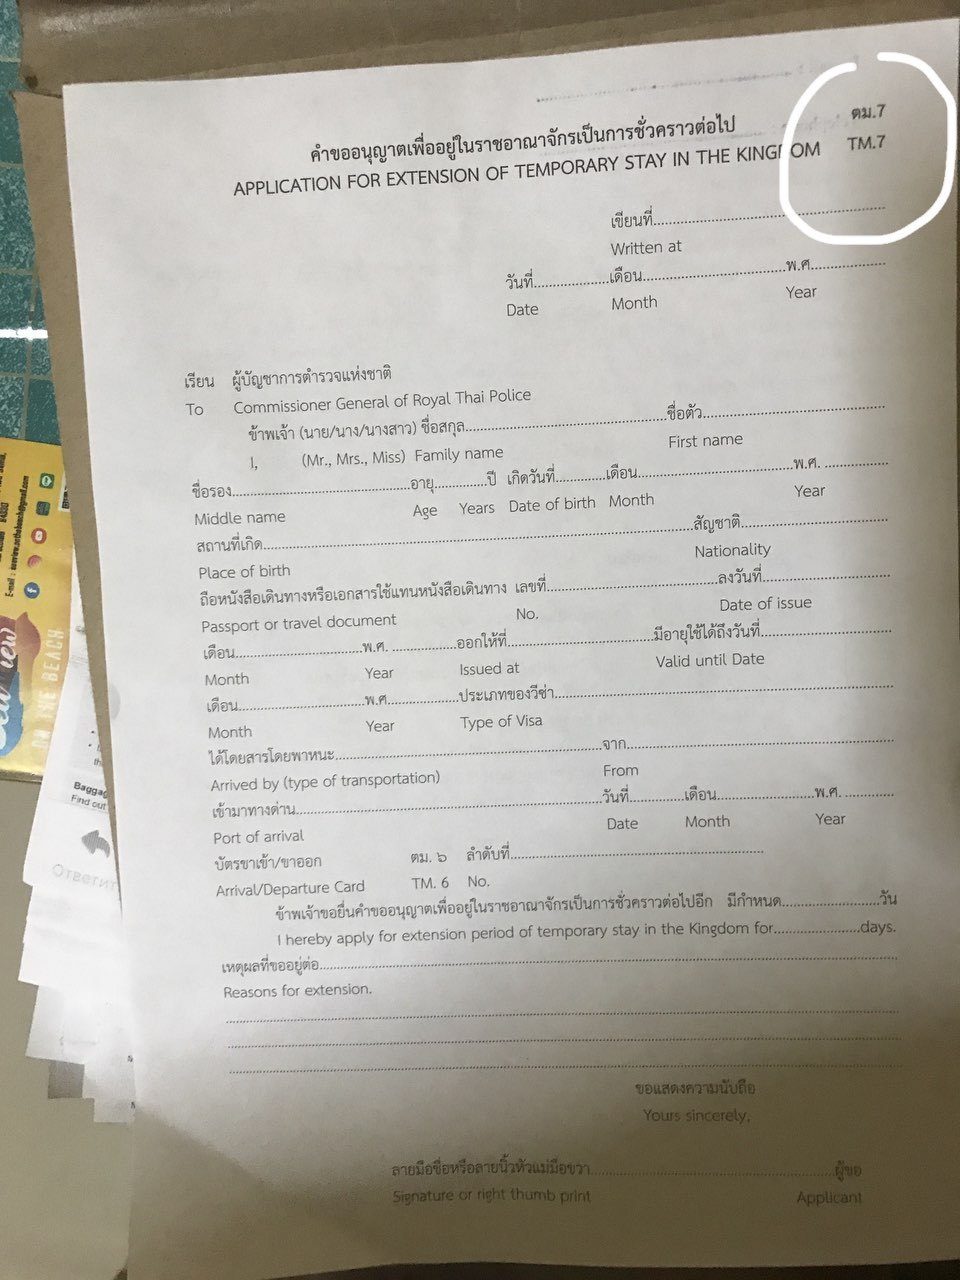 ตม.7
คำขออนุญาตเพื่ออยู่ในราชอาณาจักรเป็นการชั่วคราวต่อไป
TM.7
APPLICATION FOR EXTENSION OF TEMPORARY STAY IN THE KINGDOM
เขียนที่
Written at
วันที่ เดือน พ.ศ.
Date Month Year
เรียน ผู้บัญชาการตำรวจแห่งชาติ
To Commissioner General of Royal Thai Police
ข้าพเจ้า (นาย/นาง/นางสาว) ชื่อสกุล ชื่อตัว
I, (Mr., Mrs., Miss) Family name First name
ชื่อรอง อายุ ปี เกิดวันที่ เดือน พ.ศ.
Middle name Age Years Date of birth Month Year
สถานที่เกิด สัญชาติ
Place of birth Nationality
ถือหนังสือเดินทางหรือเอกสารใช้แทนหนังสือเดินทาง เลขที่ ลงวันที่
Passport or travel document No. Date of issue
เดือน พ.ศ. ออกให้ที่ มีอายุใช้ได้ถึงวันที่
Month Year Issued at Valid until Date
เดือน พ.ศ. ประเภทของวีซ่า
Month Year Type of Visa
ได้โดยสารโดยพาหนะ จาก
Arrived by (type of transportation) From
เข้ามาทางด่าน วันที่ เดือน พ.ศ.
Port of arrival Date Month Year
บัตรขาเข้า/ขาออก ตม. ๖ ลำดับที่
Arrival/Departure Card TM. 6 No.
ข้าพเจ้าขอยื่นคำขออนุญาตเพื่ออยู่ในราชอาณาจักรเป็นการชั่วคราวต่อไปอีก มีกำหนด วัน
I hereby apply for extension period of temporary stay in the Kingdom for days.
เหตุผลที่ขออยู่ต่อ
Reasons for extension.
ขอแสดงความนับถือ
Yours sincerely,
ลายมือชื่อหรือลายนิ้วหัวแม่มือขวา ผู้ขอ
Signature or right thumb print Applicant
ON THE BEACH
Find out